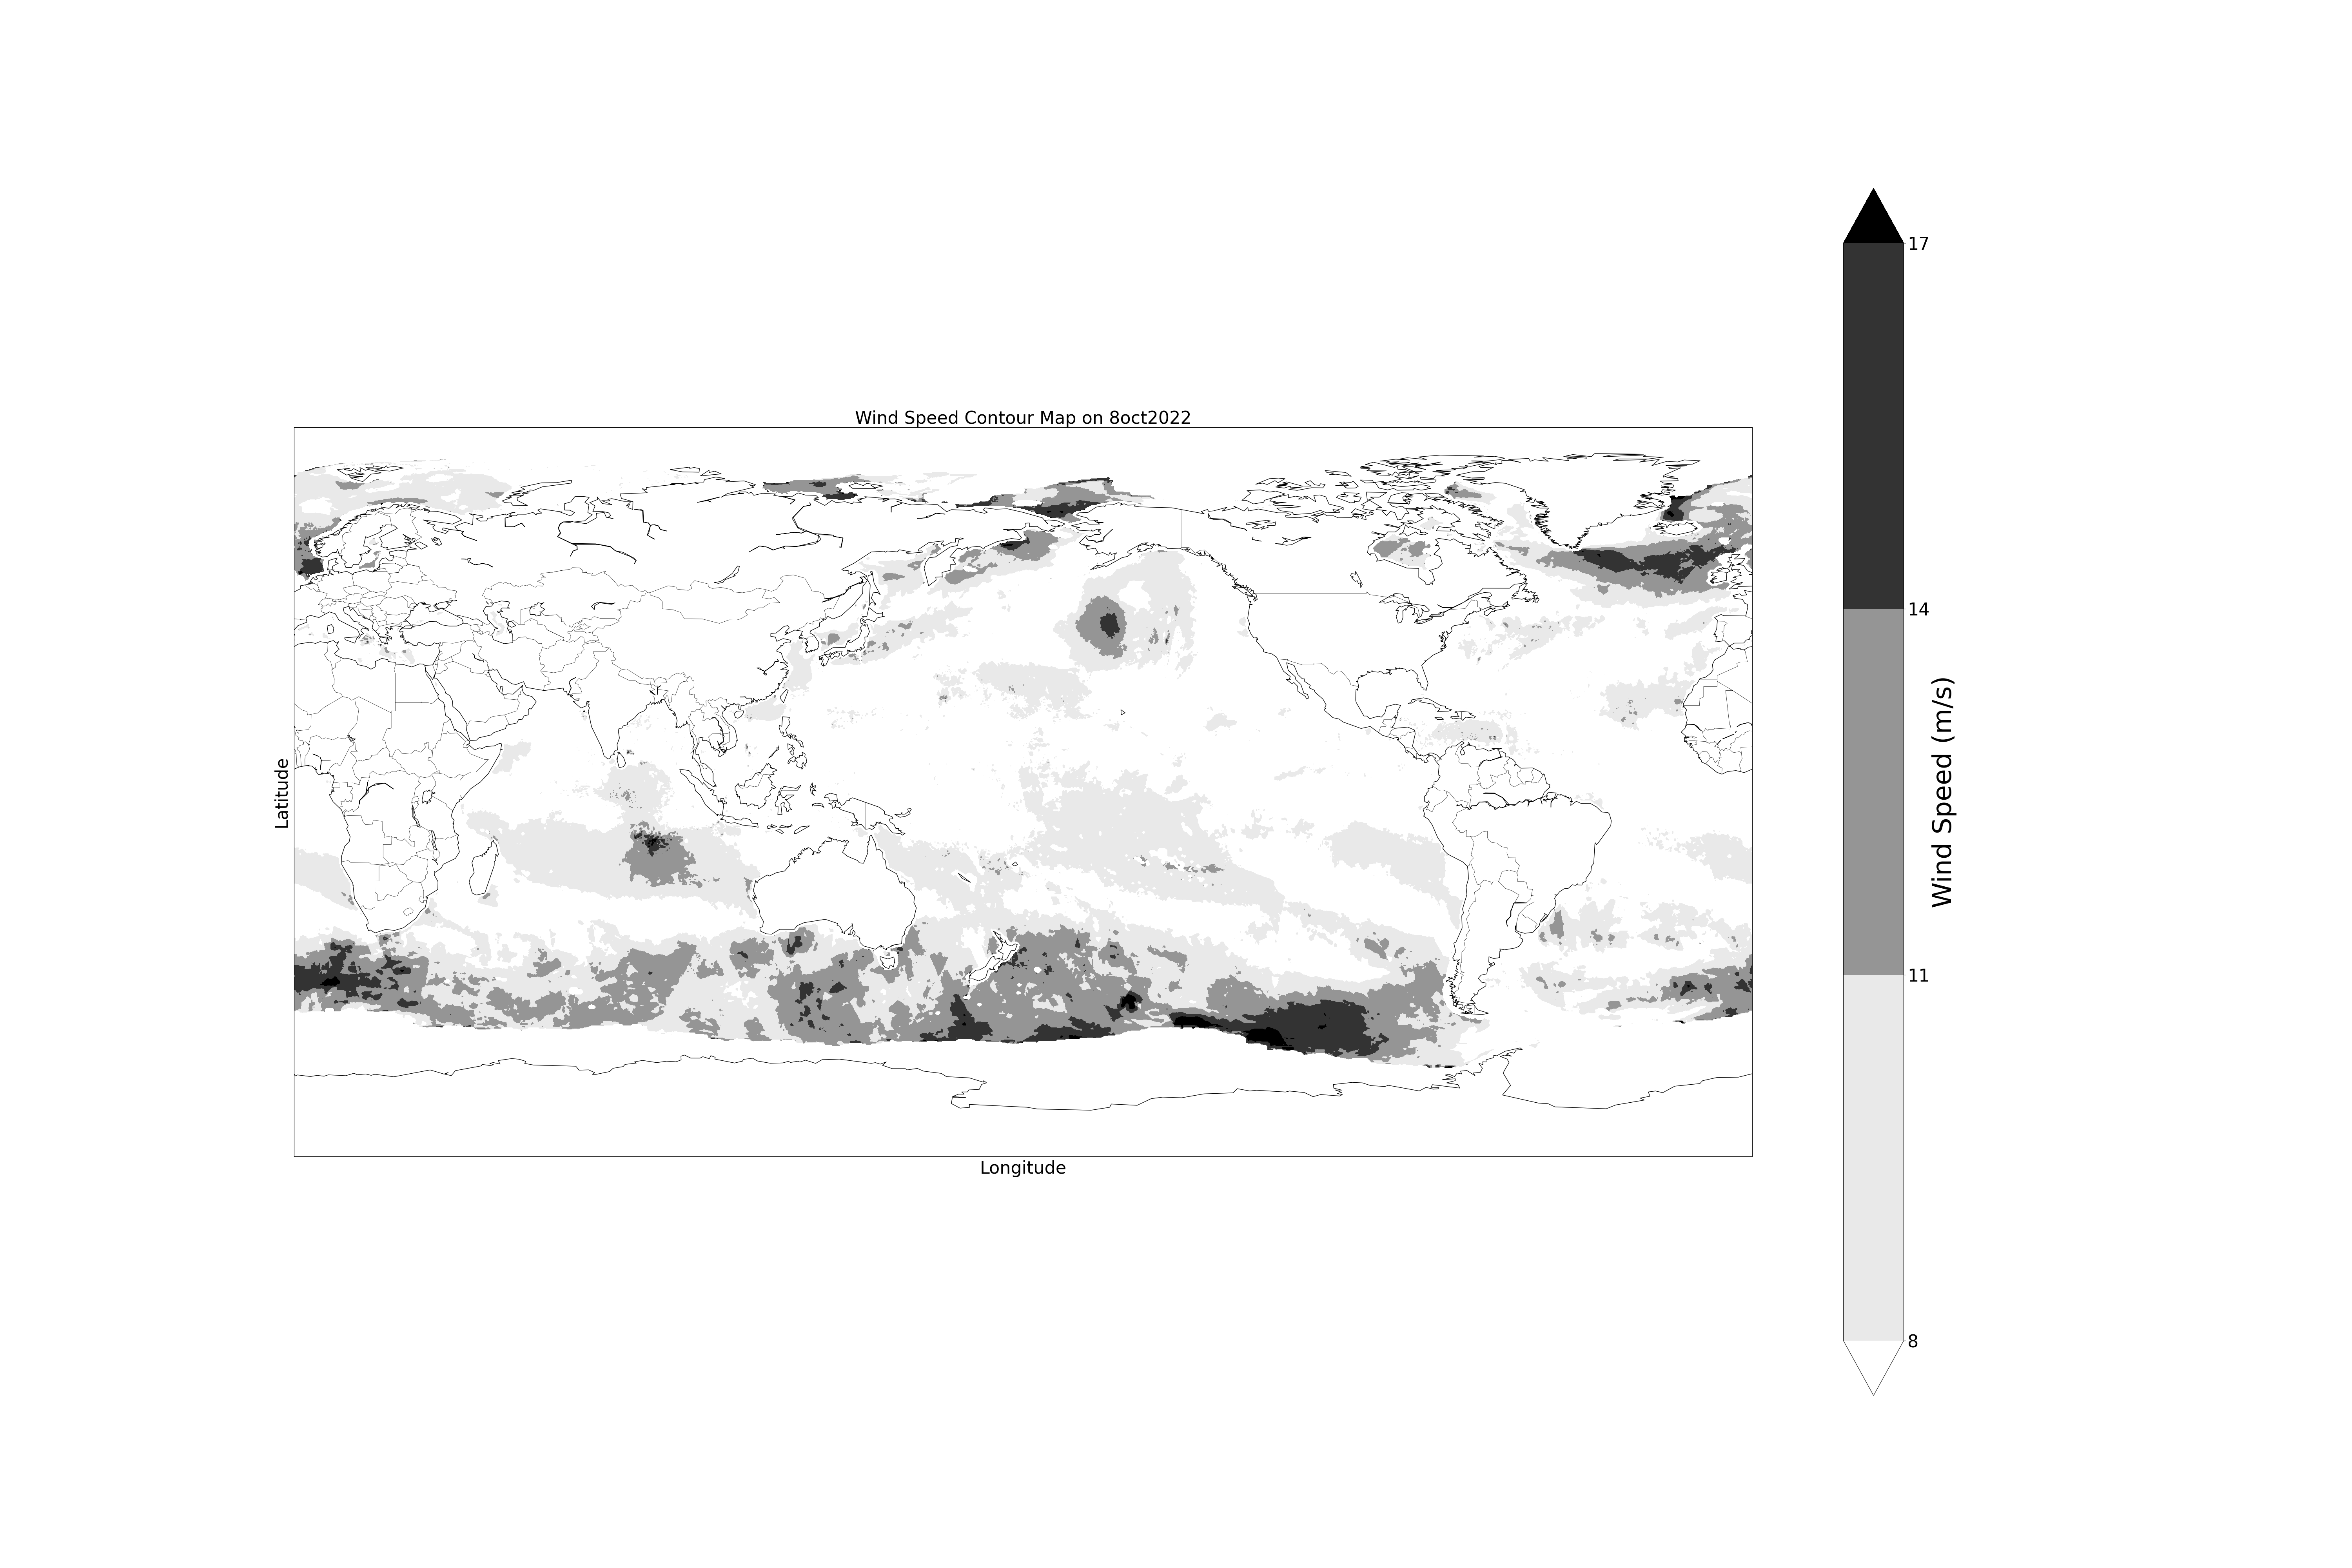 Wind Speed Contour Map on 8oct2022
Latitude
Longitude
17
14
11
8
Wind Speed (m/s)